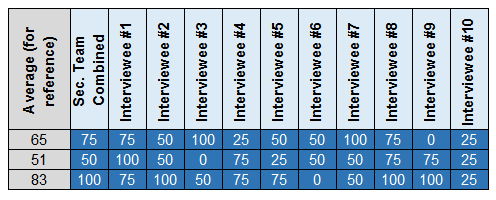 Average (for reference) Sec. Team Combined Interviewee #1 Interviewee #2 Interviewee #3 Interviewee #4 Interviewee #5 Interviewee #6 Interviewee #7 Interviewee #8 Interviewee #9 Interviewee #10
65 75 75 50 100 25 50 50 100 75 0 25
51 50 100 50 0 75 25 50 50 75 75 25
83 100 75 100 50 75 75 0 50 100 100 25